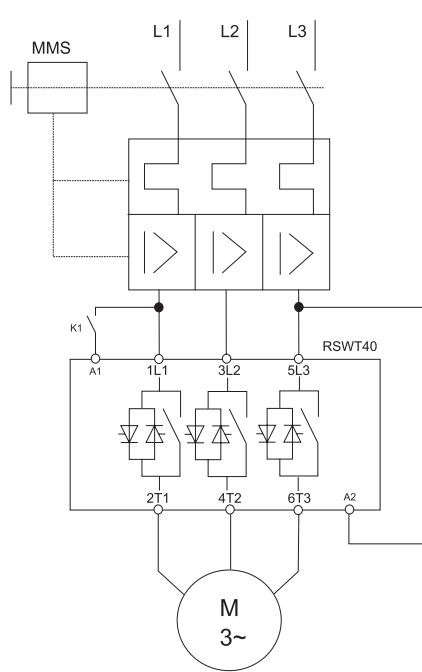 L1 L2 L3
MMS
K1
RSWT40
A1 1L1 3L2 5L3
2T1 4T2 6T3 A2
M
3~